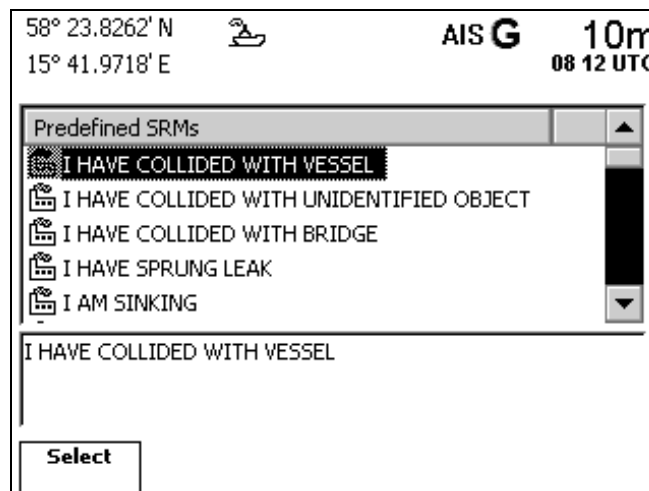 58° 23.8262' N AIS G 10m
15° 41.9718' E 08 12 UTC
Predefined SRMs
I HAVE COLLIDED WITH VESSEL
I HAVE COLLIDED WITH UNIDENTIFIED OBJECT
I HAVE COLLIDED WITH BRIDGE
I HAVE SPRUNG LEAK
I AM SINKING
I HAVE COLLIDED WITH VESSEL
Select